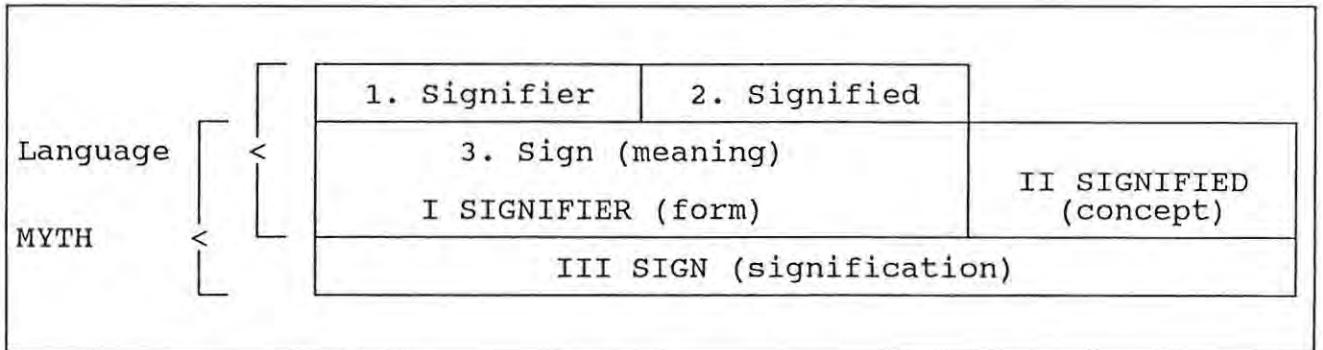 1. Signifier 2. Signified
Language < 3. Sign (meaning)
II SIGNIFIED
I SIGNIFIER (form)
(concept)
MYTH <
III SIGN (signification)